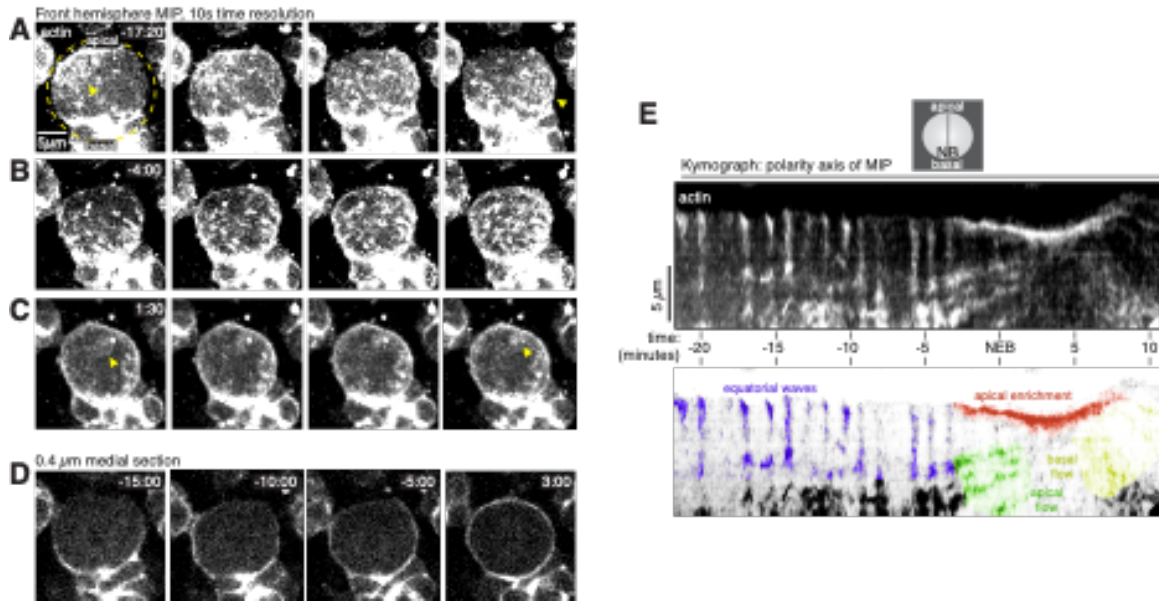 Front hemisphere MIP, 10s time resolution
A
actin
apical
-17:20
5µm
basal
B
-4:00
C
1:30
D
0.4 µm medial section
-15:00
-10:00
-5:00
3:00
E
apical
NB
basal
Kymograph: polarity axis of MIP
actin
5 µm
time:
(minutes)
-20
-15
-10
-5
NEB
5
10
equatorial waves
apical enrichment
basal
flow
apical
flow